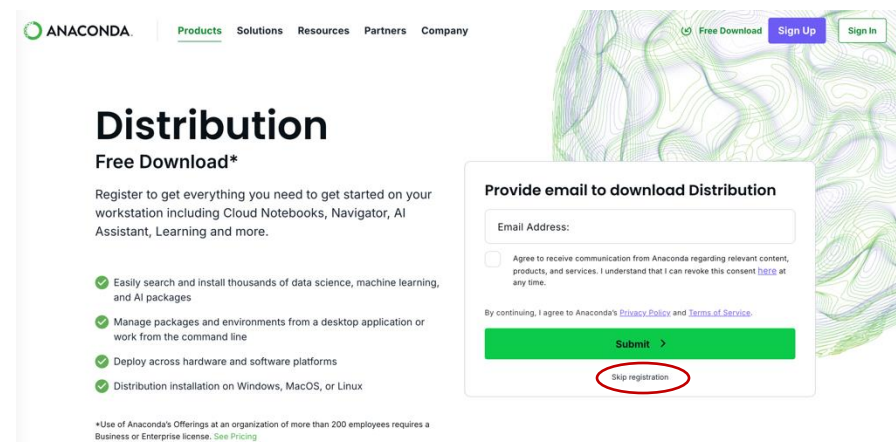 ANACONDA.
Products Solutions Resources Partners Company
Free Download
Sign Up
Sign In
Distribution
Free Download*
Register to get everything you need to get started on your
workstation including Cloud Notebooks, Navigator, AI
Assistant, Learning and more.
Easily search and install thousands of data science, machine learning,
and AI packages
Manage packages and environments from a desktop application or
work from the command line
Deploy across hardware and software platforms
Distribution installation on Windows, MacOS, or Linux
*Use of Anaconda's Offerings at an organization of more than 200 employees requires a
Business or Enterprise license. See Pricing
Provide email to download Distribution
Email Address:
Agree to receive communication from Anaconda regarding relevant content,
products, and services. I understand that I can revoke this consent here at
any time.
By continuing, I agree to Anaconda's Privacy Policy and Terms of Service.
Submit >
Skip registration